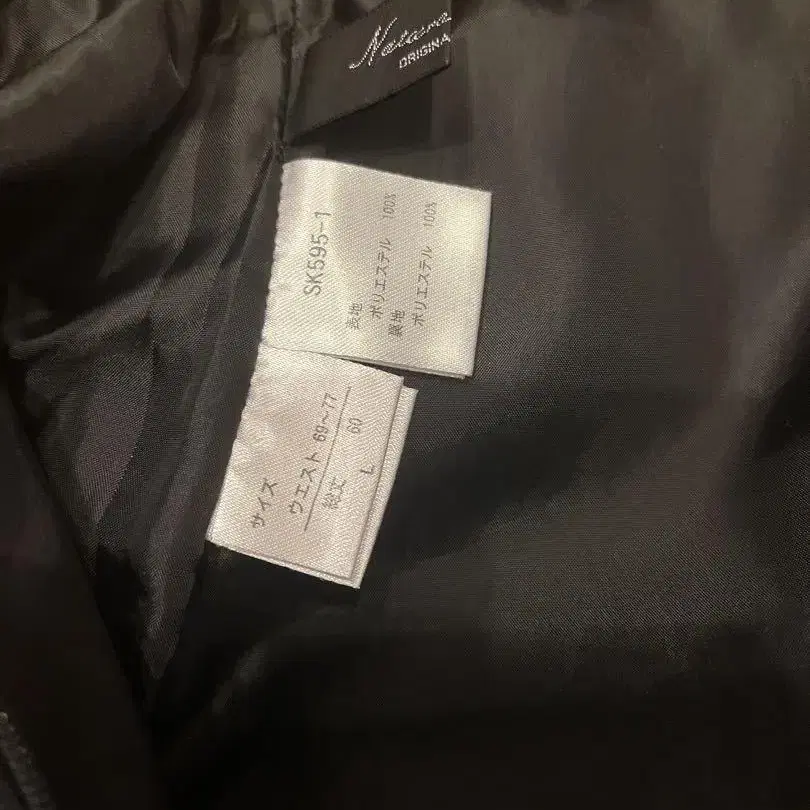 Natura
ORIGINA
SK595-1
表地
ポリエステル 100%
裏地
ポリエステル 100%
サイズ
ウエスト 69~77
総丈 60
L